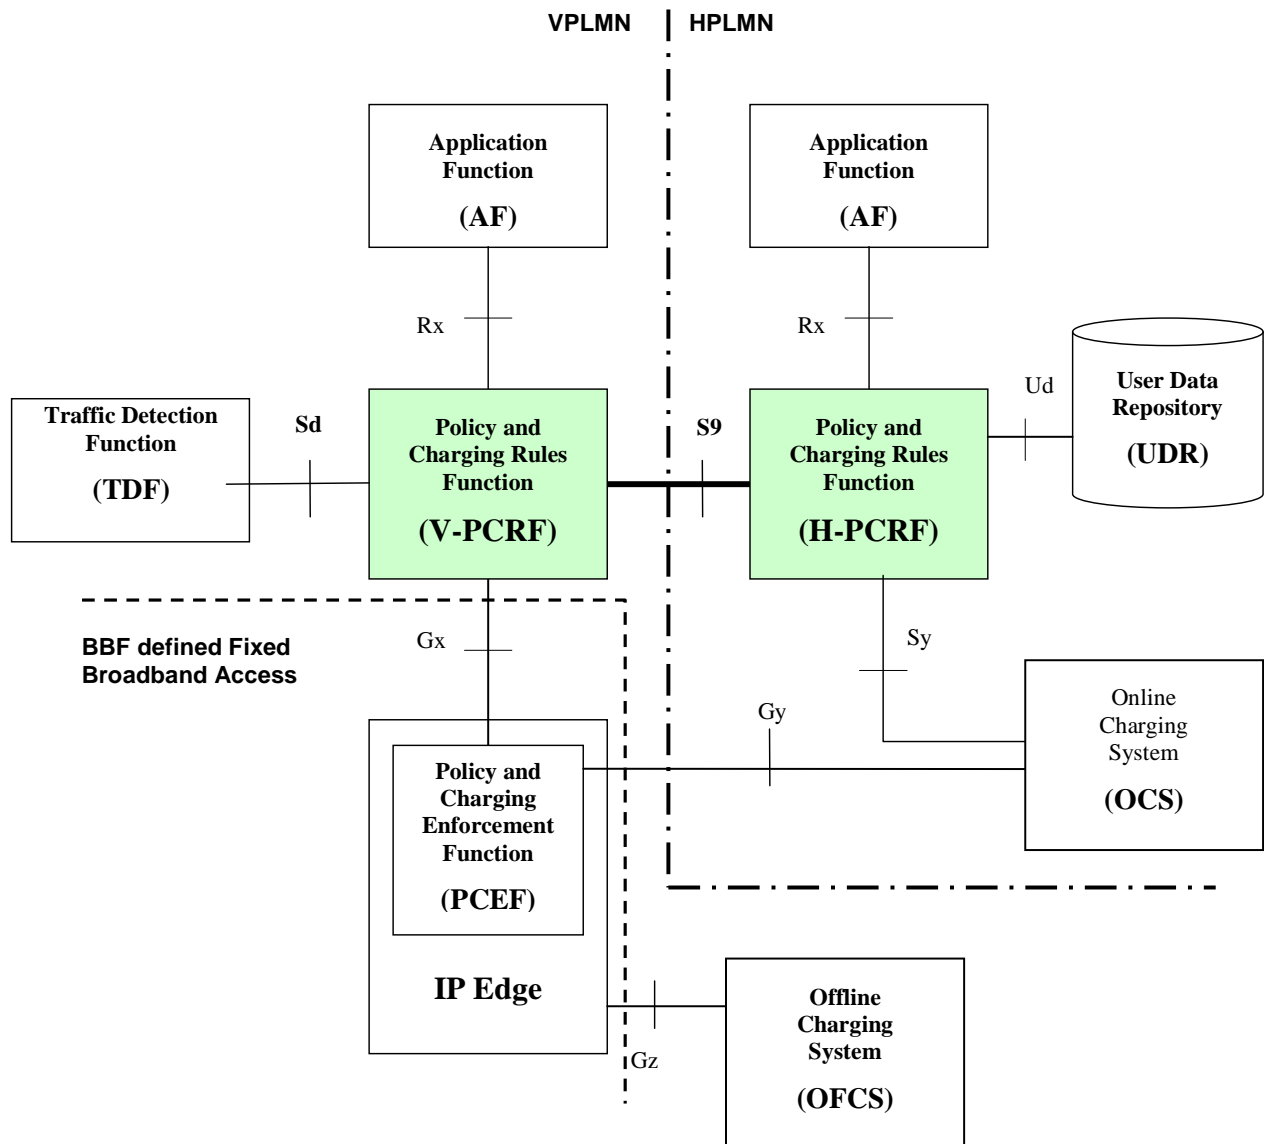 VPLMN
HPLMN
Application
Function
(AF)
Application
Function
(AF)
Rx
Rx
Ud
User Data
Repository
(UDR)
Traffic Detection
Function
(TDF)
Sd
Policy and
Charging Rules
Function
(V-PCRF)
S9
Policy and
Charging Rules
Function
(H-PCRF)
BBF defined Fixed
Broadband Access
Gx
Sy
Gy
Online
Charging
System
(OCS)
Policy and
Charging
Enforcement
Function
(PCEF)
IP Edge
Gz
Offline
Charging
System
(OFCS)